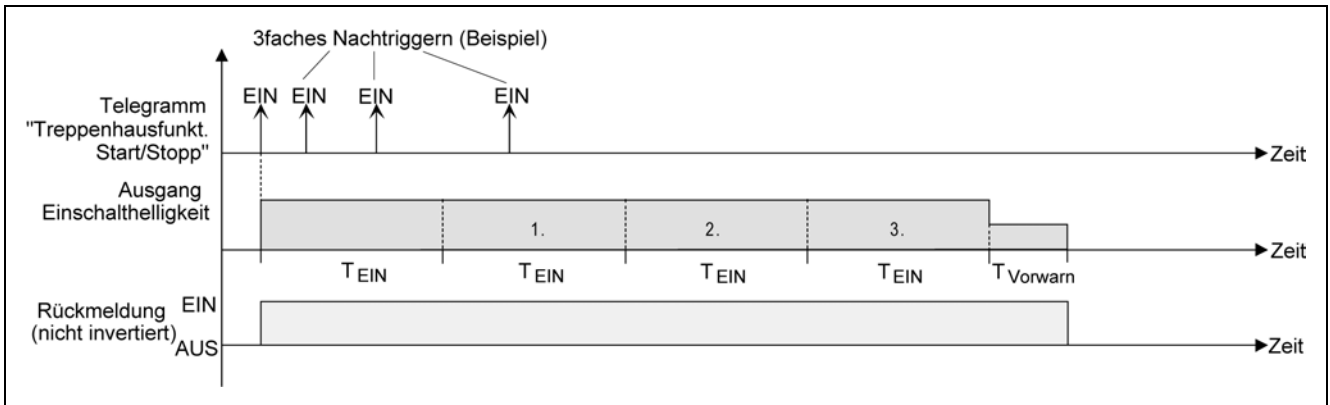 3faches Nachtriggern (Beispiel)
EIN EIN EIN EIN
Telegramm
"Treppenhausfunkt.
Start/Stopp"
Zeit
Ausgang
Einschalthelligkeit
1. 2. 3.
Zeit
T EIN T EIN T EIN T EIN T Vorwarn
Rückmeldung EIN
(nicht invertiert) AUS
Zeit